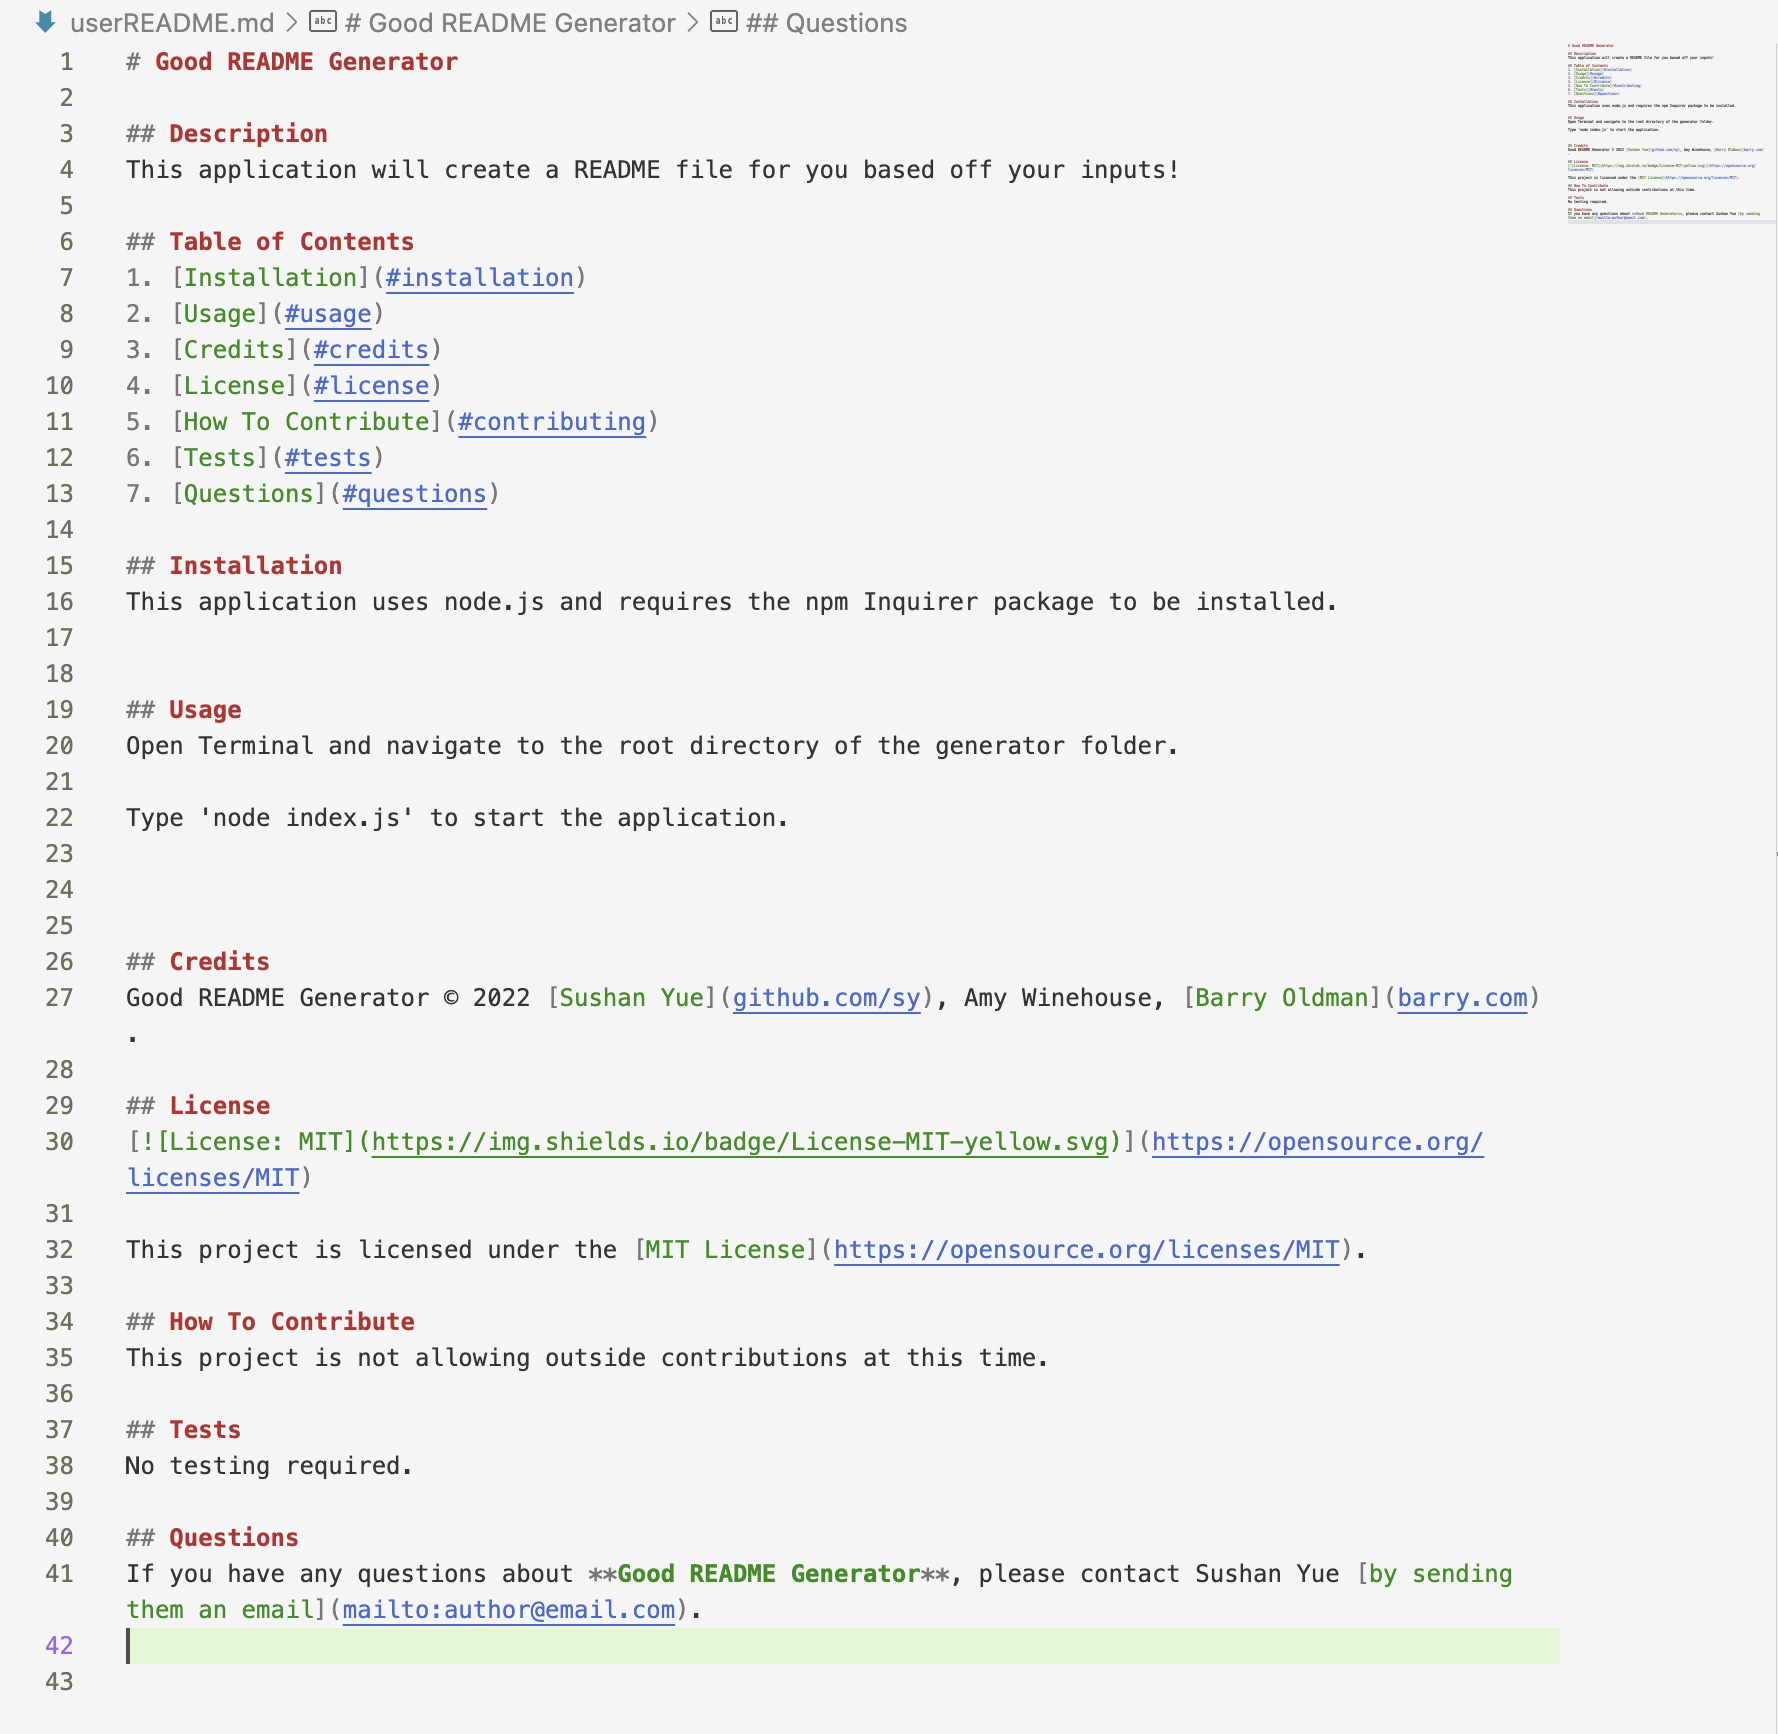 userREADME.md > abc # Good README Generator > abc ## Questions
1 # Good README Generator
2
3 ## Description
4 This application will create a README file for you based off your inputs!
5
6 ## Table of Contents
7 1. [Installation](#installation)
8 2. [Usage](#usage)
9 3. [Credits](#credits)
10 4. [License](#license)
11 5. [How To Contribute](#contributing)
12 6. [Tests](#tests)
13 7. [Questions](#questions)
14
15 ## Installation
16 This application uses node.js and requires the npm Inquirer package to be installed.
17
18
19 ## Usage
20 Open Terminal and navigate to the root directory of the generator folder.
21
22 Type 'node index.js' to start the application.
23
24
25
26 ## Credits
27 Good README Generator © 2022 [Sushan Yue](github.com/sy), Amy Winehouse, [Barry Oldman](barry.com)
.
28
29 ## License
30 [![License: MIT](https://img.shields.io/badge/License-MIT-yellow.svg)](https://opensource.org/
licenses/MIT)
31
32 This project is licensed under the [MIT License](https://opensource.org/licenses/MIT).
33
34 ## How To Contribute
35 This project is not allowing outside contributions at this time.
36
37 ## Tests
38 No testing required.
39
40 ## Questions
41 If you have any questions about **Good README Generator**, please contact Sushan Yue [by sending
them an email](mailto:author@email.com).
42
43